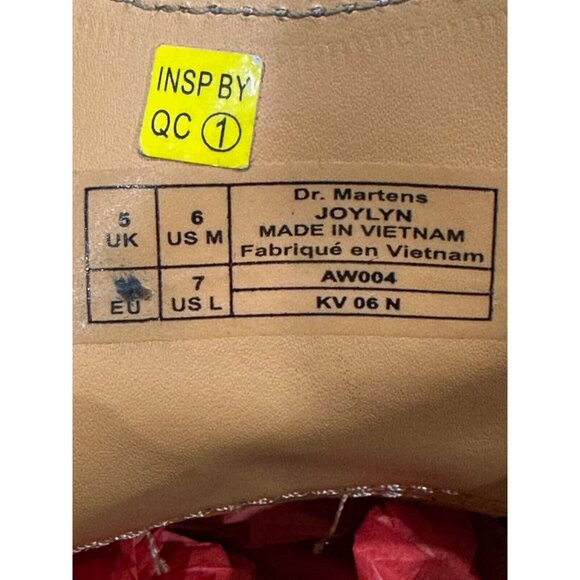 INSP BY
QC 1
5
UK
6
US M
Dr. Martens
JOYLYN
MADE IN VIETNAM
Fabriqué en Vietnam
EU
7
US L
AW004
KV 06 N